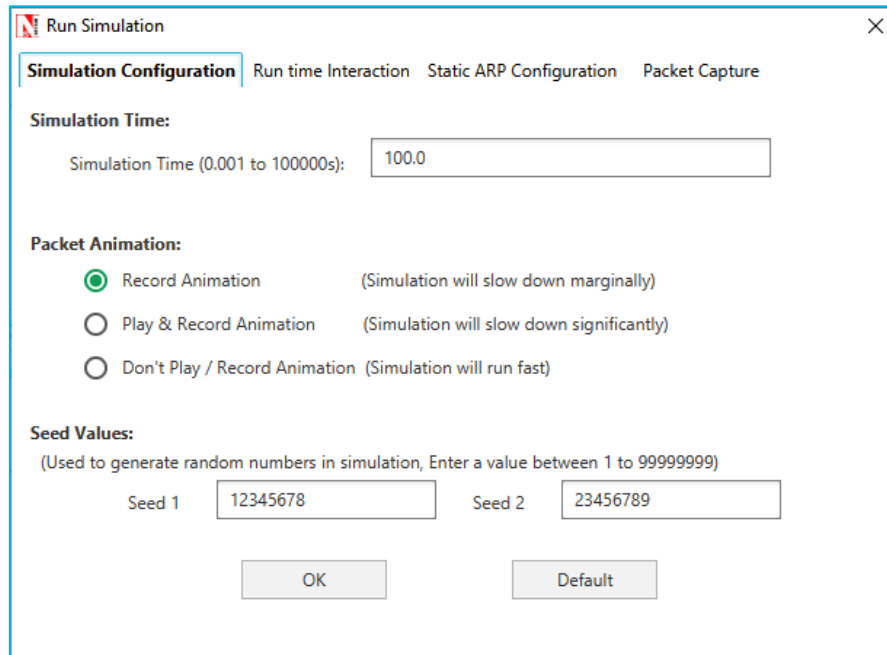 Run Simulation
Simulation Configuration Run time Interaction Static ARP Configuration Packet Capture
Simulation Time:
Simulation Time (0.001 to 100000s): 100.0
Packet Animation:
Record Animation (Simulation will slow down marginally)
Play & Record Animation (Simulation will slow down significantly)
Don't Play / Record Animation (Simulation will run fast)
Seed Values:
(Used to generate random numbers in simulation, Enter a value between 1 to 99999999)
Seed 1 12345678 Seed 2 23456789
OK Default